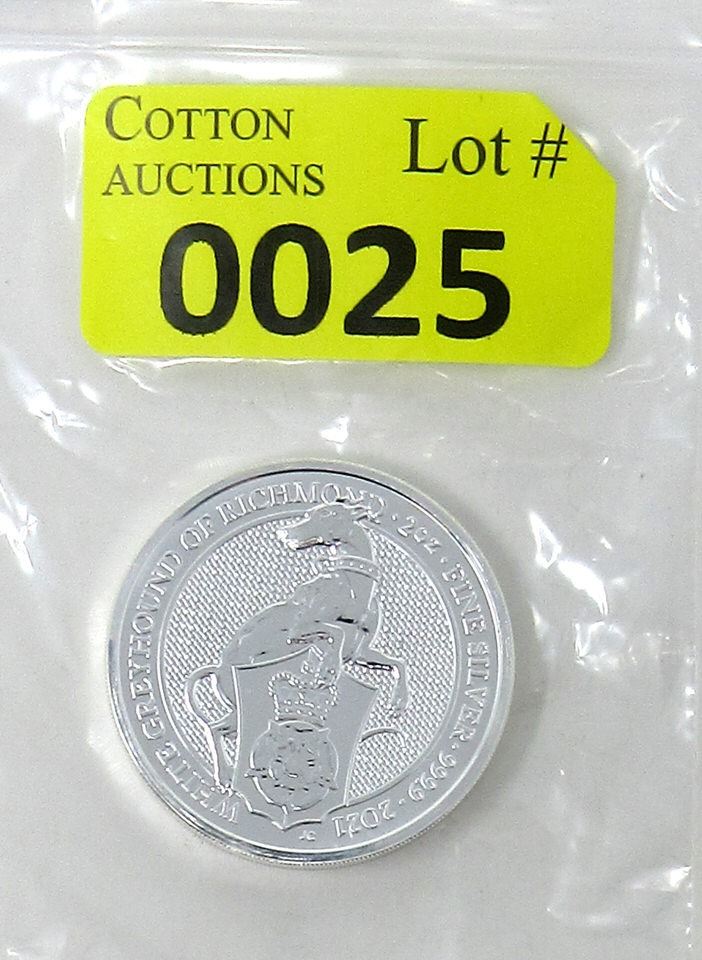 COTTON
AUCTIONS
Lot #
0025
WHITE GREYHOUND OF RICHMOND · 2oz · FINE SILVER · 9999 · 2021